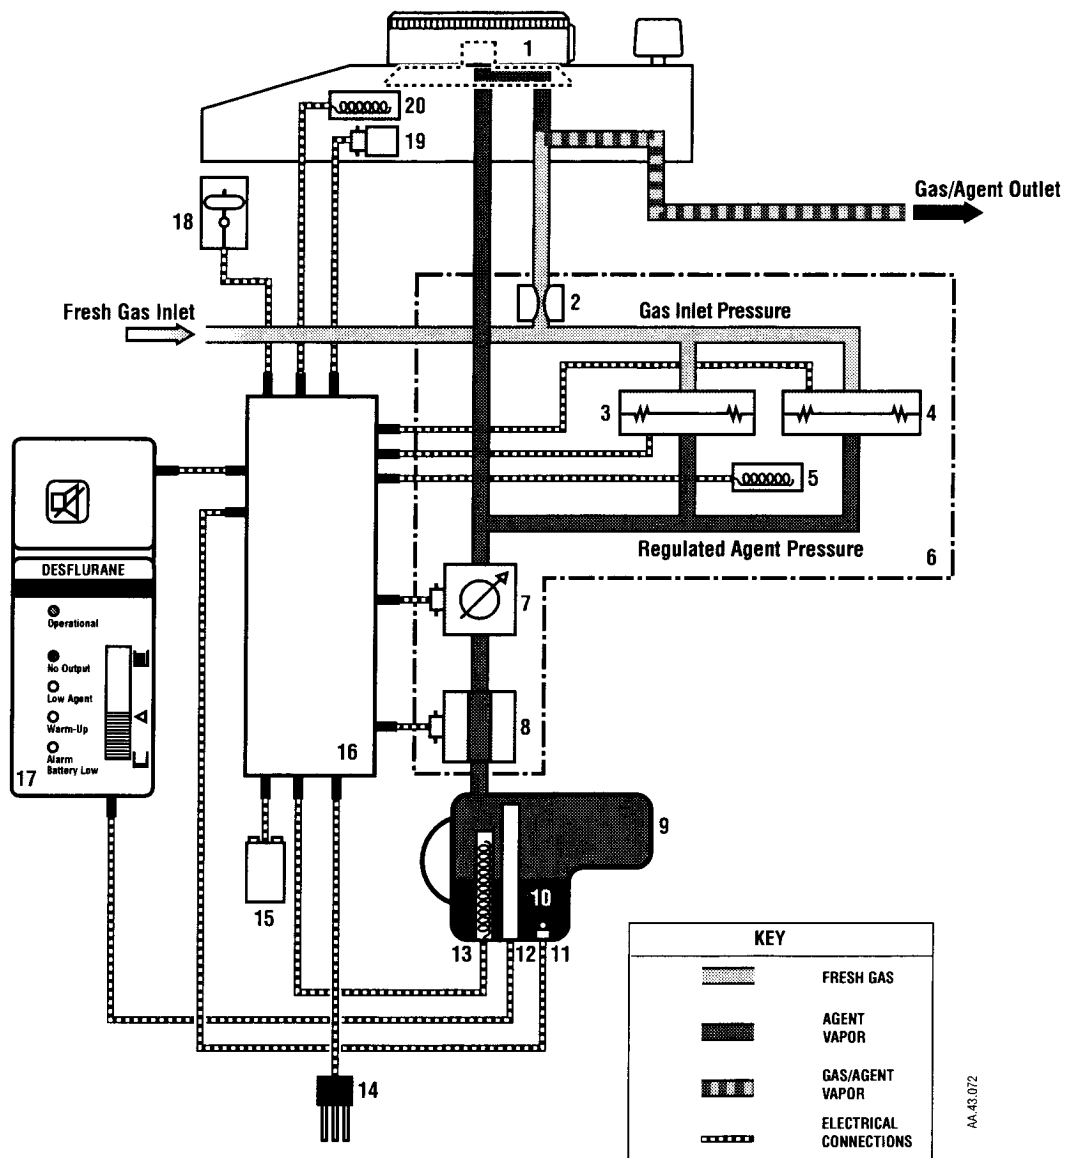 1
20
19
Gas/Agent Outlet
18
2
Fresh Gas Inlet
Gas Inlet Pressure
3
4
5
Regulated Agent Pressure
6
DESFLURANE
Operational
No Output
Low Agent
Warm-Up
Alarm
Battery Low
17
7
8
16
9
10
15
13
12
11
14
KEY
FRESH GAS
AGENT
VAPOR
GAS/AGENT
VAPOR
ELECTRICAL
CONNECTIONS
AA.43.072